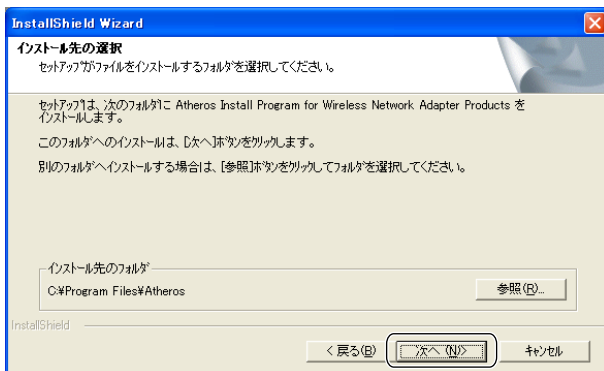 InstallShield Wizard
インストール先の選択
セットアップがファイルをインストールするフォルダを選択してください。
セットアップは、次のフォルダに Atheros Install Program for Wireless Network Adapter Products を
インストールします。
このフォルダへのインストールは、[次へ]ボタンをクリックします。
別のフォルダへインストールする場合は、[参照]ボタンをクリックしてフォルダを選択してください。
インストール先のフォルダ
C:¥Program Files¥Atheros
参照(R)...
InstallShield
< 戻る(B)
次へ (N)>
キャンセル